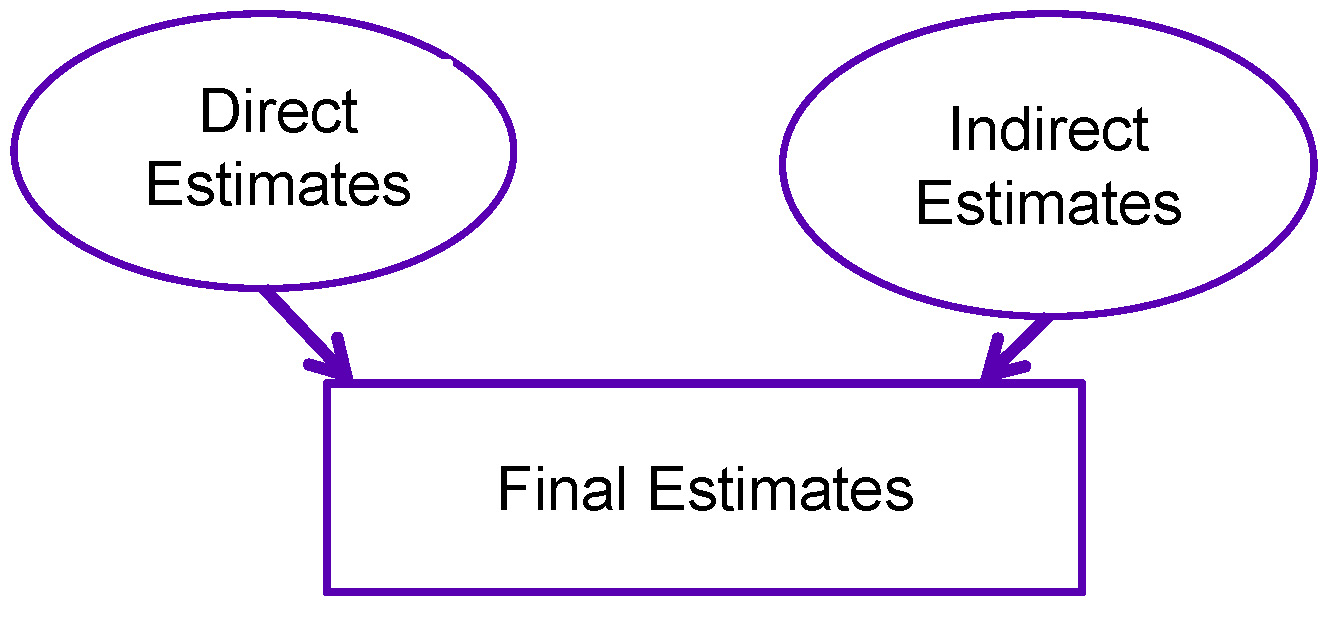 Direct
Estimates
Indirect
Estimates
Final Estimates